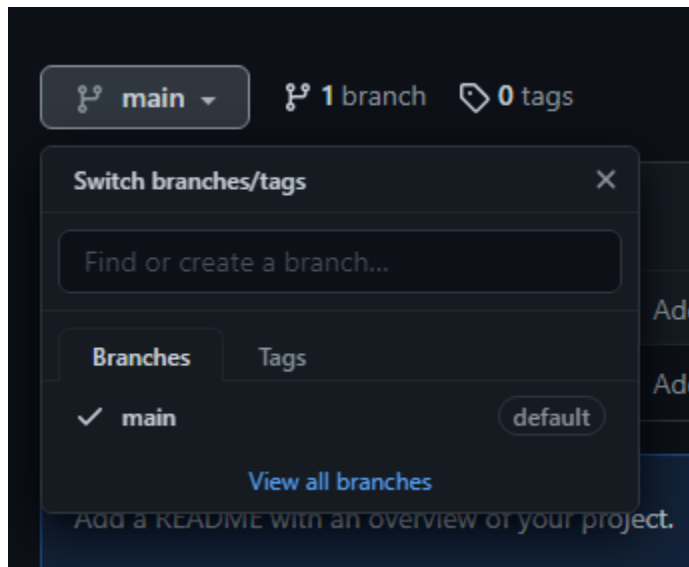 main
1 branch
0 tags
Switch branches/tags
Find or create a branch...
Branches
Tags
main
default
View all branches
Add a README with an overview of your project.